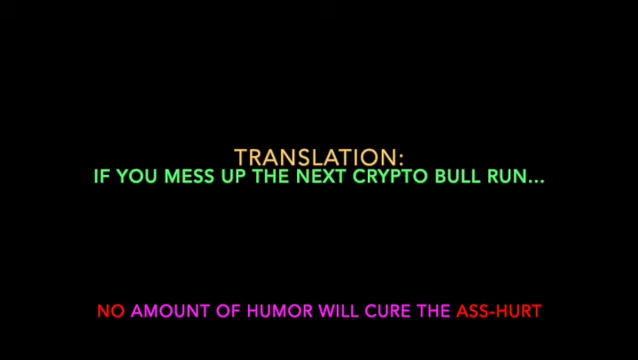 TRANSLATION:
IF YOU MESS UP THE NEXT CRYPTO BULL RUN...
NO AMOUNT OF HUMOR WILL CURE THE ASS-HURT